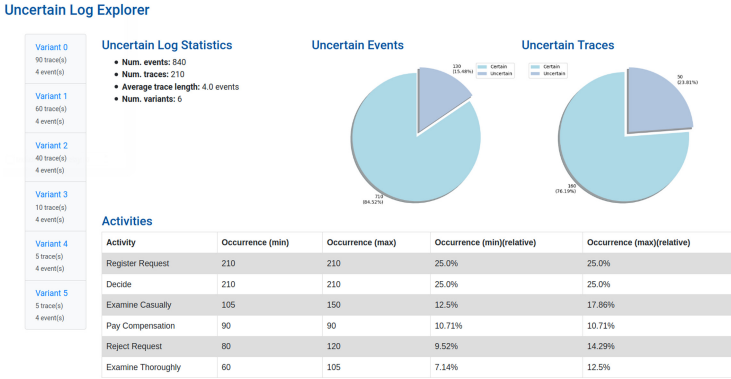 Uncertain Log Explorer
Variant 0
90 trace(s)
4 event(s)
Variant 1
60 trace(s)
4 event(s)
Variant 2
40 trace(s)
4 event(s)
Variant 3
10 trace(s)
4 event(s)
Variant 4
5 trace(s)
4 event(s)
Variant 5
5 trace(s)
4 event(s)
Uncertain Log Statistics
Num. events: 840
Num. traces: 210
Average trace length: 4.0 events
Num. variants: 6
Uncertain Events
130
(15.48%)
Certain
Uncertain
710
(84.52%)
Uncertain Traces
Certain
Uncertain
50
(23.81%)
160
(76.19%)
Activities
Activity Occurrence (min) Occurrence (max) Occurrence (min)(relative) Occurrence (max)(relative)
Register Request 210 210 25.0% 25.0%
Decide 210 210 25.0% 25.0%
Examine Casually 105 150 12.5% 17.86%
Pay Compensation 90 90 10.71% 10.71%
Reject Request 80 120 9.52% 14.29%
Examine Thoroughly 60 105 7.14% 12.5%